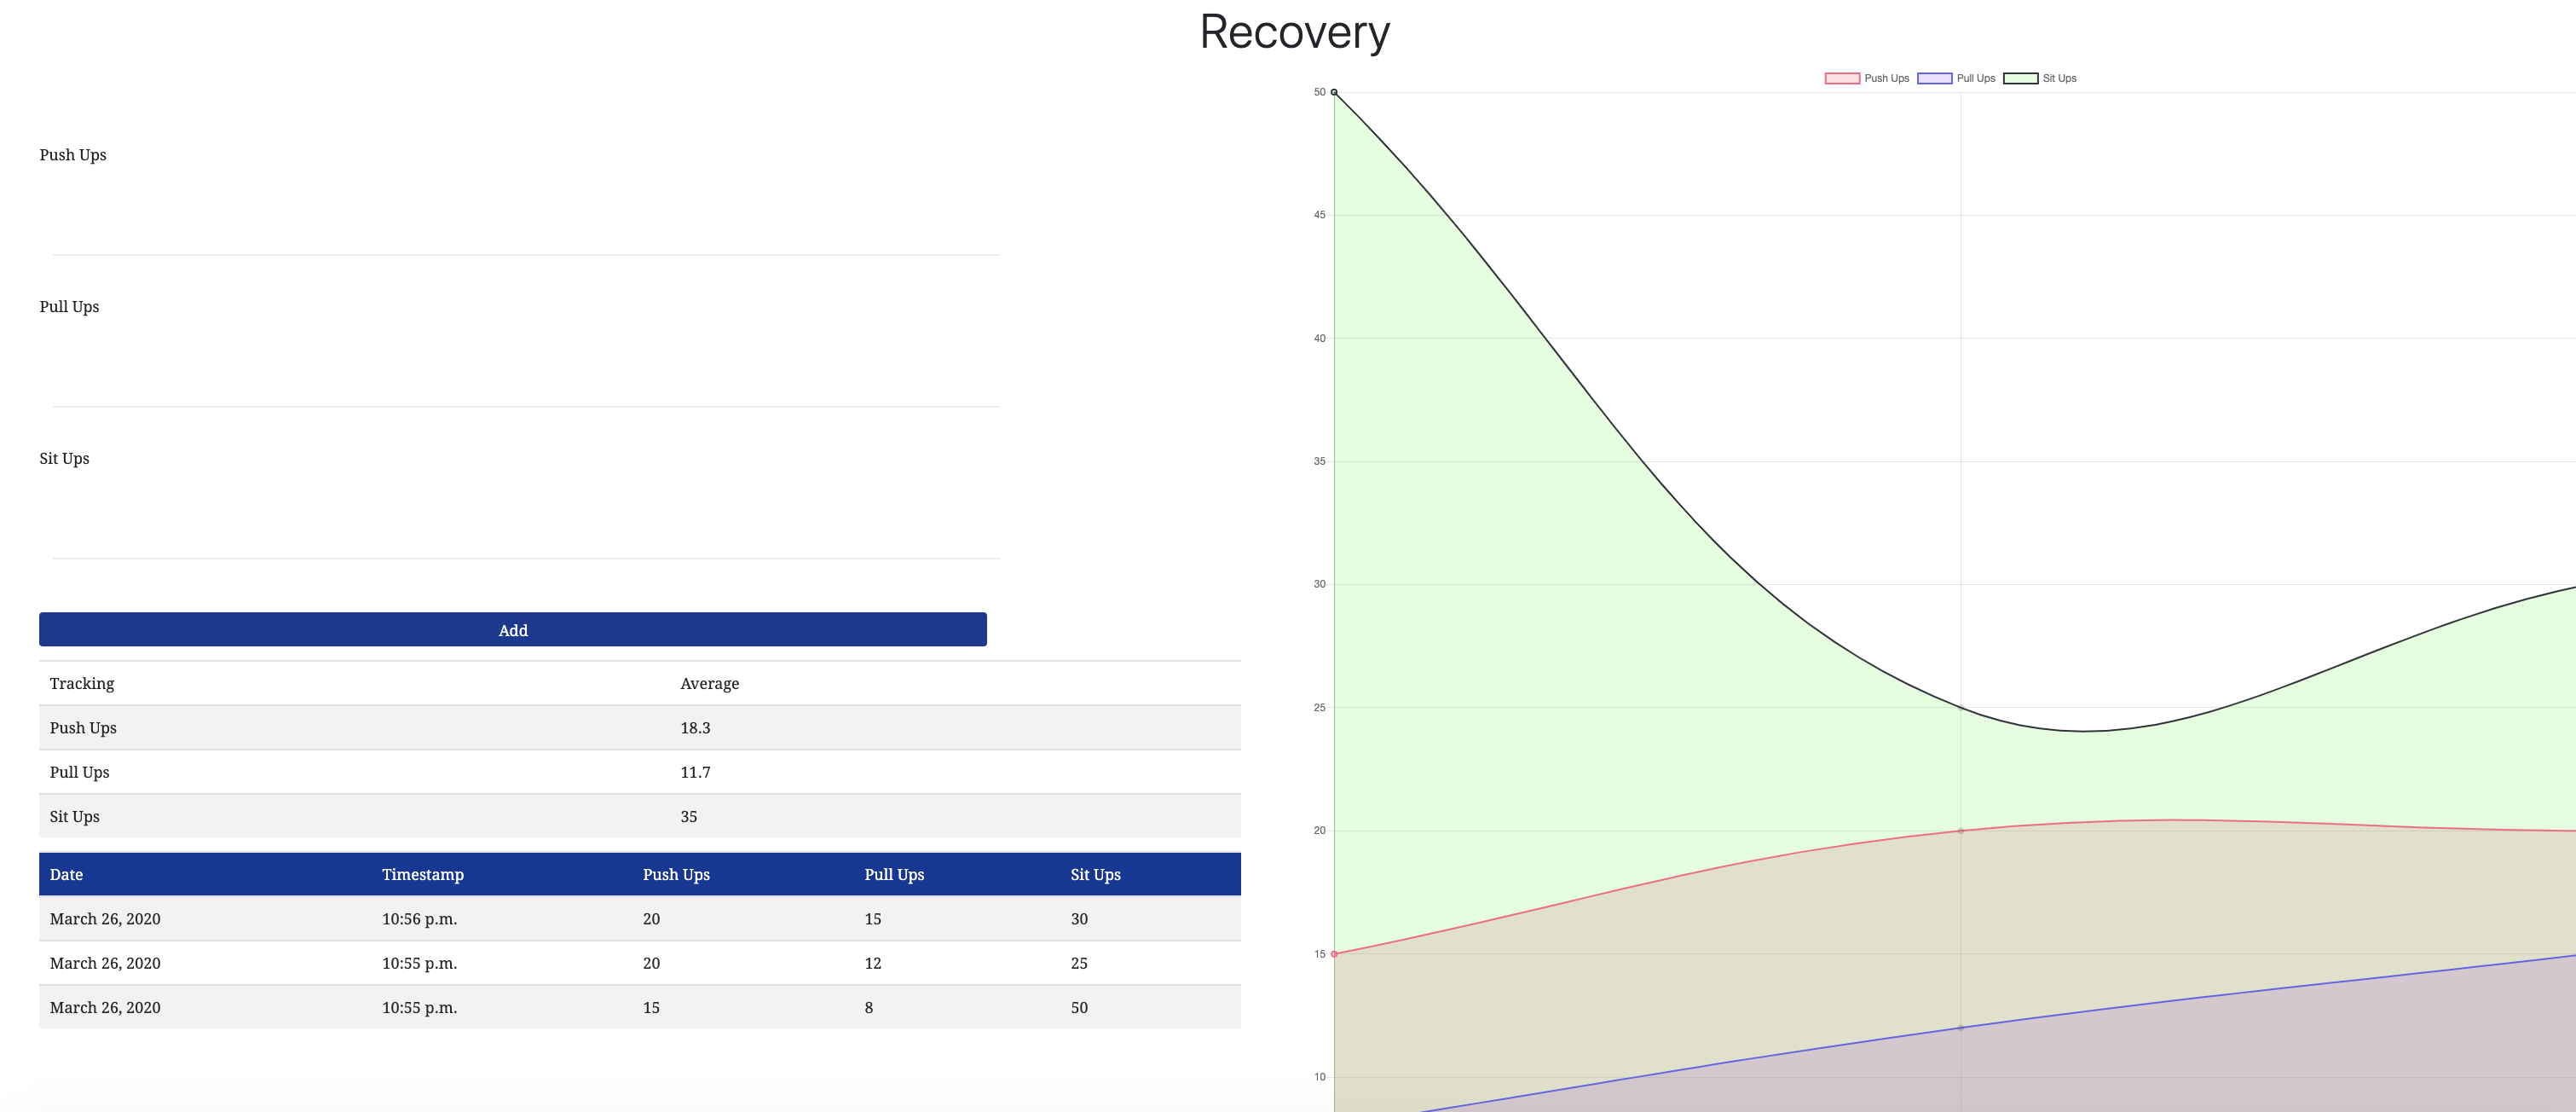 Recovery
Push Ups
Pull Ups
Sit Ups
Add
Tracking Average
Push Ups 18.3
Pull Ups 11.7
Sit Ups 35
Date Timestamp Push Ups Pull Ups Sit Ups
March 26, 2020 10:56 p.m. 20 15 30
March 26, 2020 10:55 p.m. 20 12 25
March 26, 2020 10:55 p.m. 15 8 50
Push Ups Pull Ups Sit Ups
50
45
40
35
30
25
20
15
10